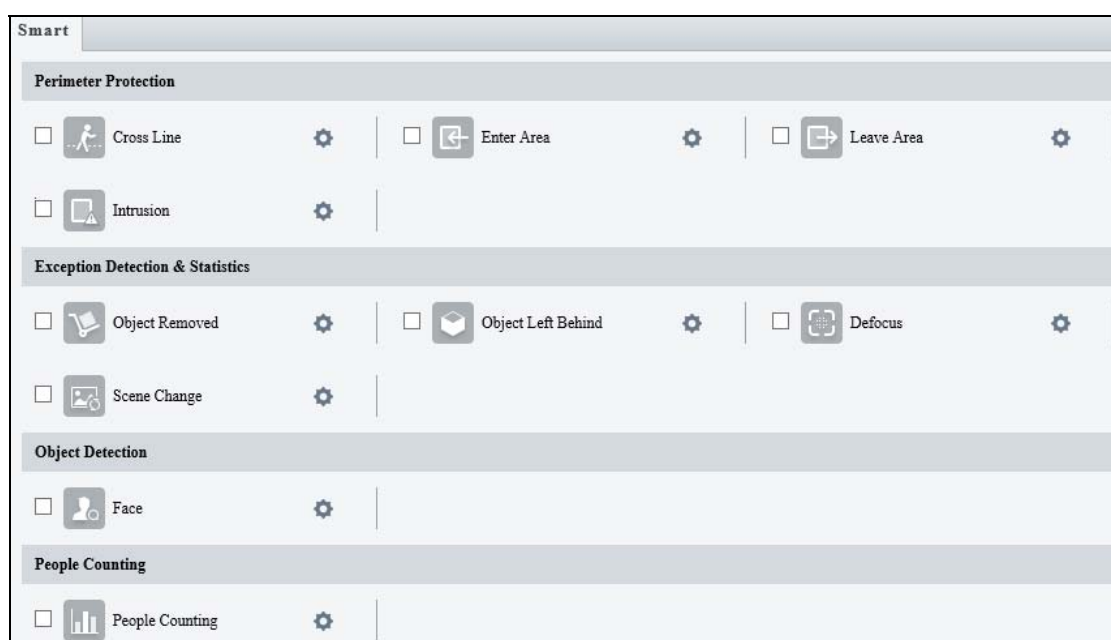 Smart
Perimeter Protection
Cross Line
Enter Area
Leave Area
Intrusion
Exception Detection & Statistics
Object Removed
Object Left Behind
Defocus
Scene Change
Object Detection
Face
People Counting
People Counting